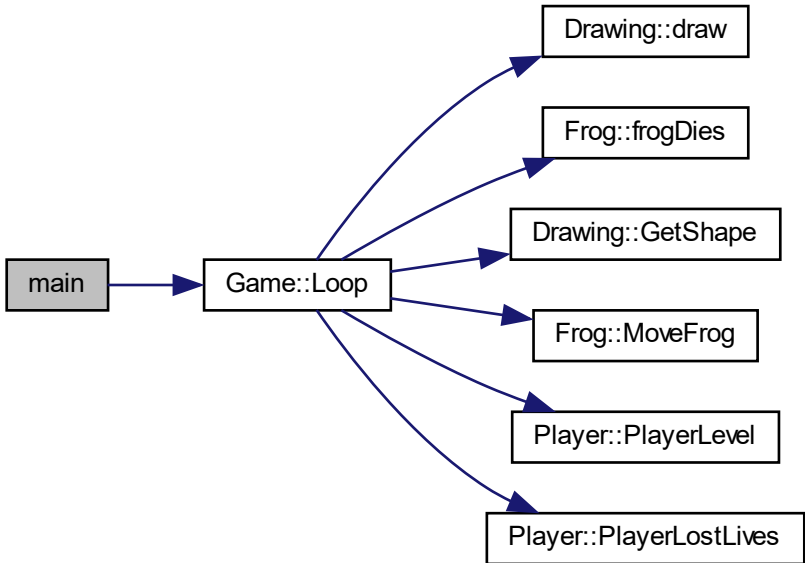 Drawing::draw
Frog::frogDies
Drawing::GetShape
main
Game::Loop
Frog::MoveFrog
Player::PlayerLevel
Player::PlayerLostLives